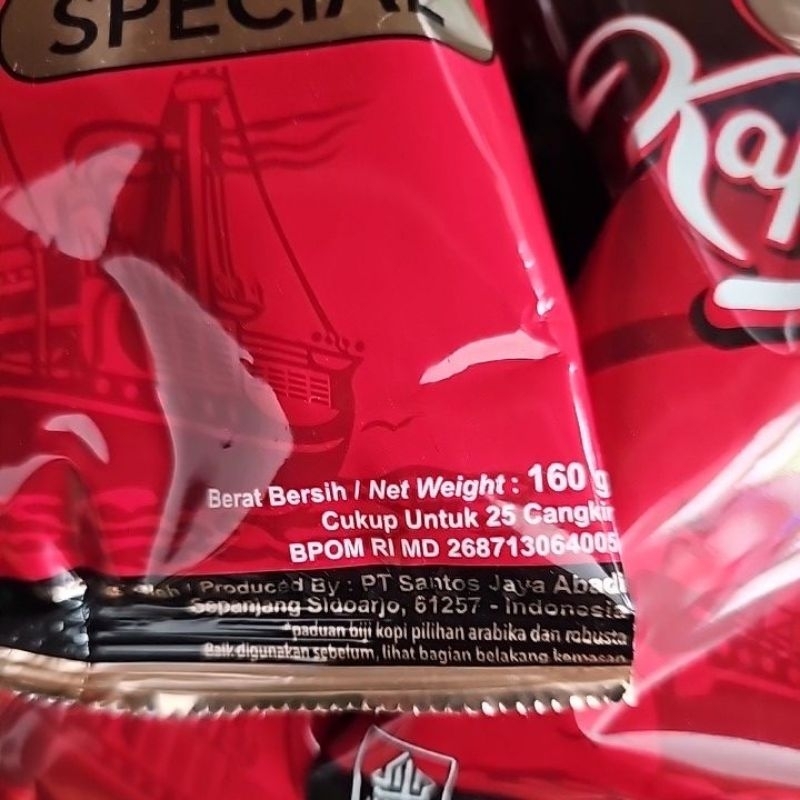 SPECIAL
Kap
Berat Bersih / Net Weight : 160 g
Cukup Untuk 25 Cangkir
BPOM RI MD 268713064005
Produced By : PT Santos Jaya Abadi
Sepanjang Sidoarjo, 61257 - Indonesia
*paduan biji kopi pilihan arabika dan robusta
Baik digunakan sebelum, lihat bagian belakang kemasan